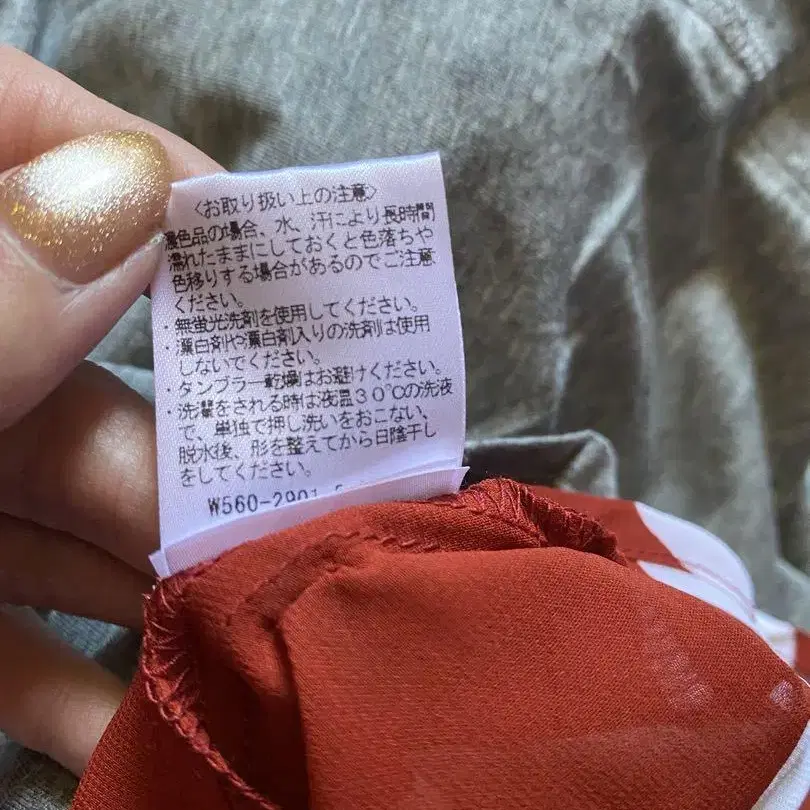 〈お取り扱い上の注意〉
濃色品の場合、水、汗により長時間
濡れたままにしておくと色落ちや
色移りする場合があるのでご注意
ください。
・無蛍光洗剤を使用してください。
・漂白剤や漂白剤入りの洗剤は使用
しないでください。
・タンブラー乾燥はお避けください。
・洗濯をされる時は液温30℃の洗液
で、単独で押し洗いをおこない、
脱水後、形を整えてから日陰干し
をしてください。
W560-2901